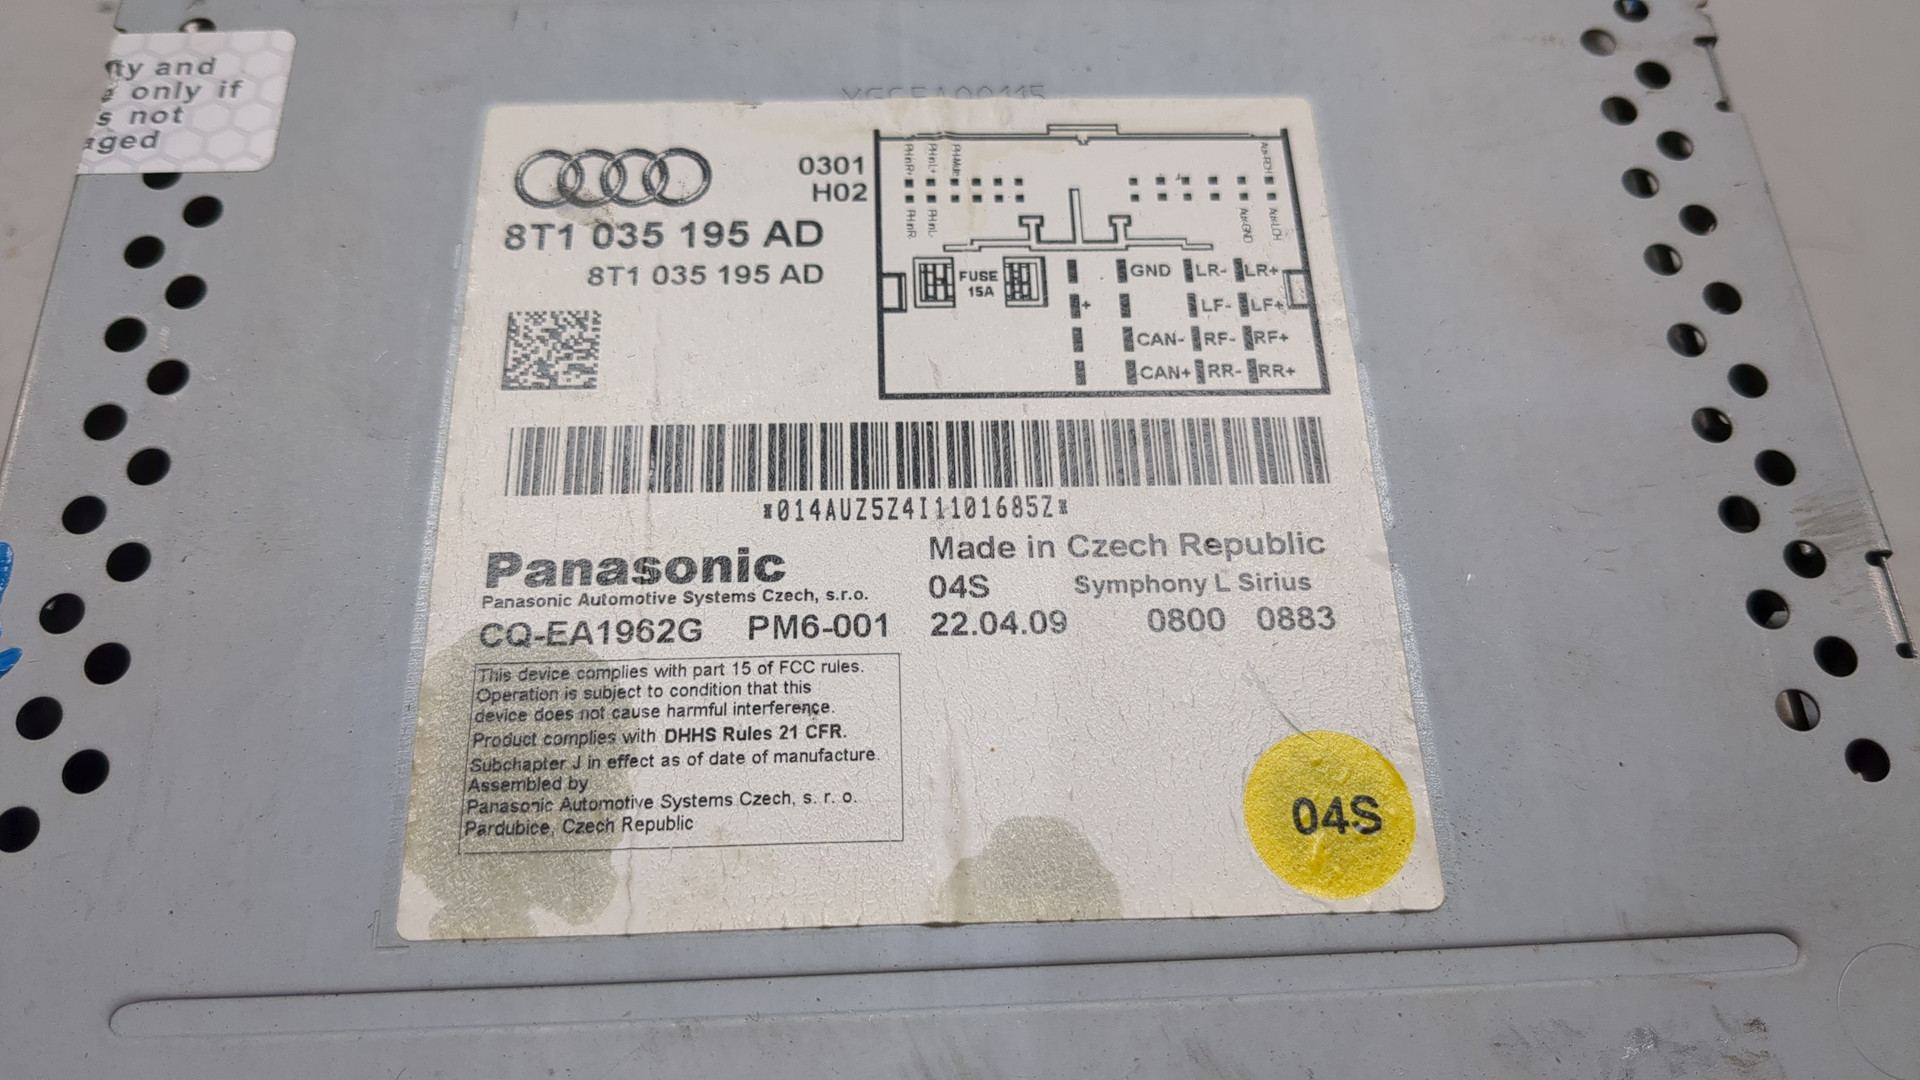 ty and
only if
s not
aged
0301
H02
8T1 035 195 AD
8T1 035 195 AD
FUSE
15A
GND LR- LR+
+ LF- LF+
CAN- RF- RF+
CAN+ RR- RR+
*014AUZ5Z4I1101685Z*
Panasonic
Panasonic Automotive Systems Czech, s.r.o.
CQ-EA1962G PM6-001
Made in Czech Republic
04S Symphony L Sirius
22.04.09 0800 0883
This device complies with part 15 of FCC rules.
Operation is subject to condition that this
device does not cause harmful interference.
Product complies with DHHS Rules 21 CFR.
Subchapter J in effect as of date of manufacture.
Assembled by
Panasonic Automotive Systems Czech, s. r. o.
Pardubice, Czech Republic
04S